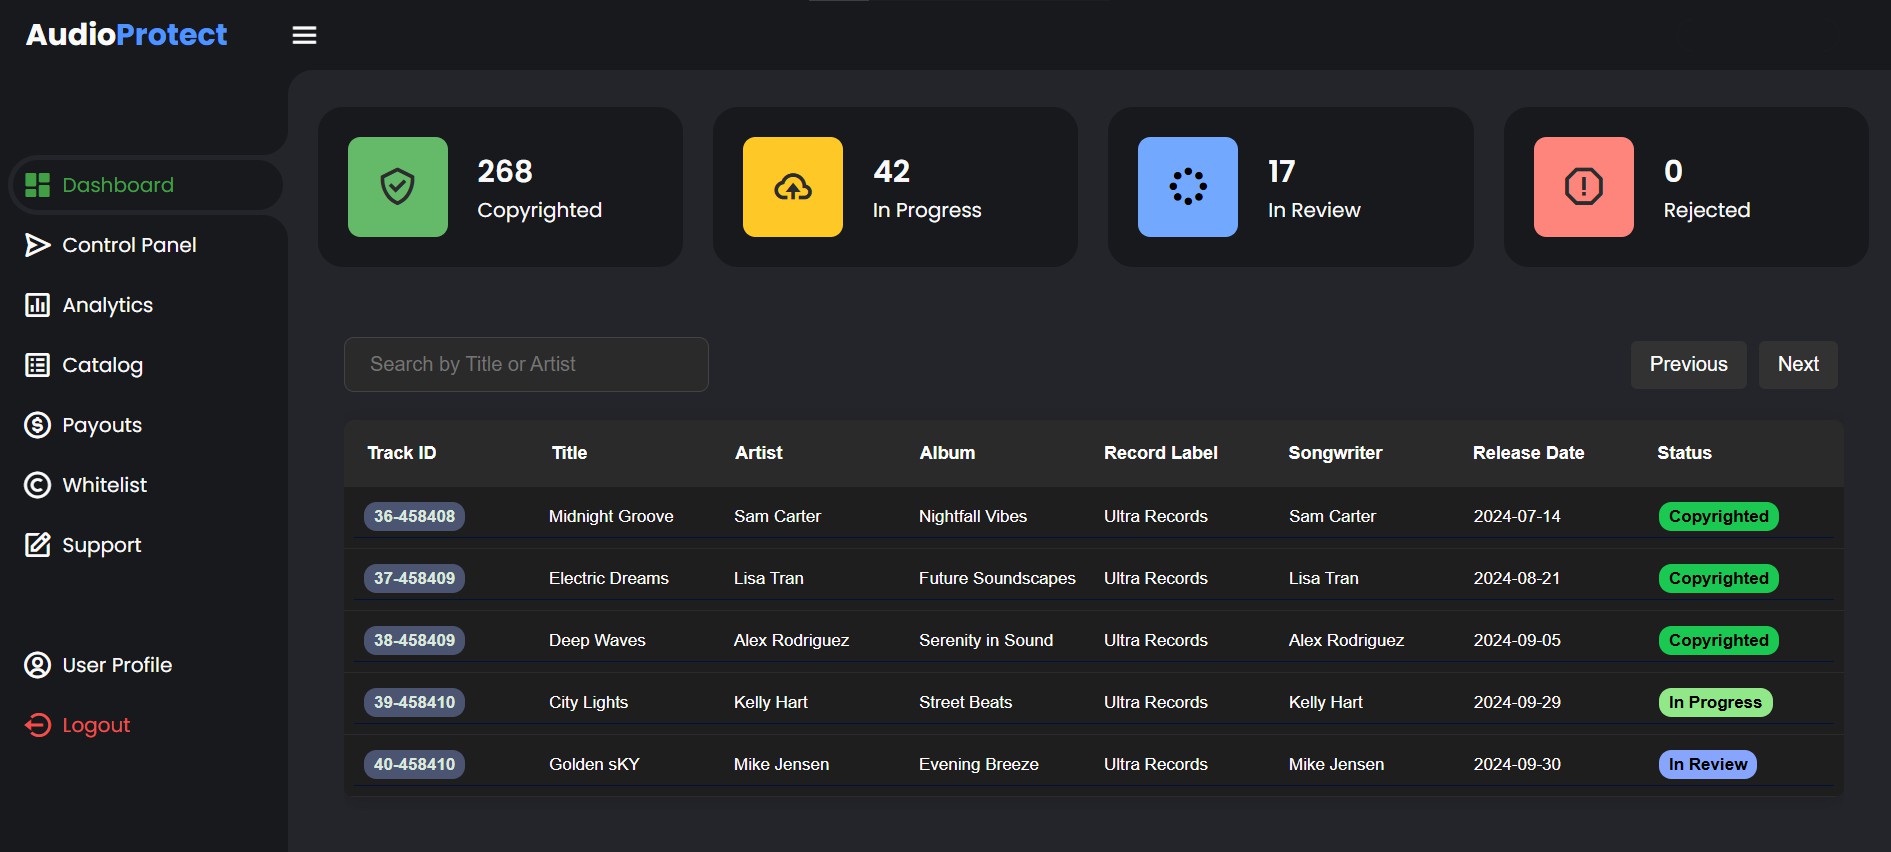 AudioProtect
Dashboard
Control Panel
Analytics
Catalog
Payouts
Whitelist
Support
User Profile
Logout
268
Copyrighted
42
In Progress
17
In Review
0
Rejected
Search by Title or Artist
Previous Next
Track ID Title Artist Album Record Label Songwriter Release Date Status
36-458408 Midnight Groove Sam Carter Nightfall Vibes Ultra Records Sam Carter 2024-07-14 Copyrighted
37-458409 Electric Dreams Lisa Tran Future Soundscapes Ultra Records Lisa Tran 2024-08-21 Copyrighted
38-458409 Deep Waves Alex Rodriguez Serenity in Sound Ultra Records Alex Rodriguez 2024-09-05 Copyrighted
39-458410 City Lights Kelly Hart Street Beats Ultra Records Kelly Hart 2024-09-29 In Progress
40-458410 Golden sKY Mike Jensen Evening Breeze Ultra Records Mike Jensen 2024-09-30 In Review